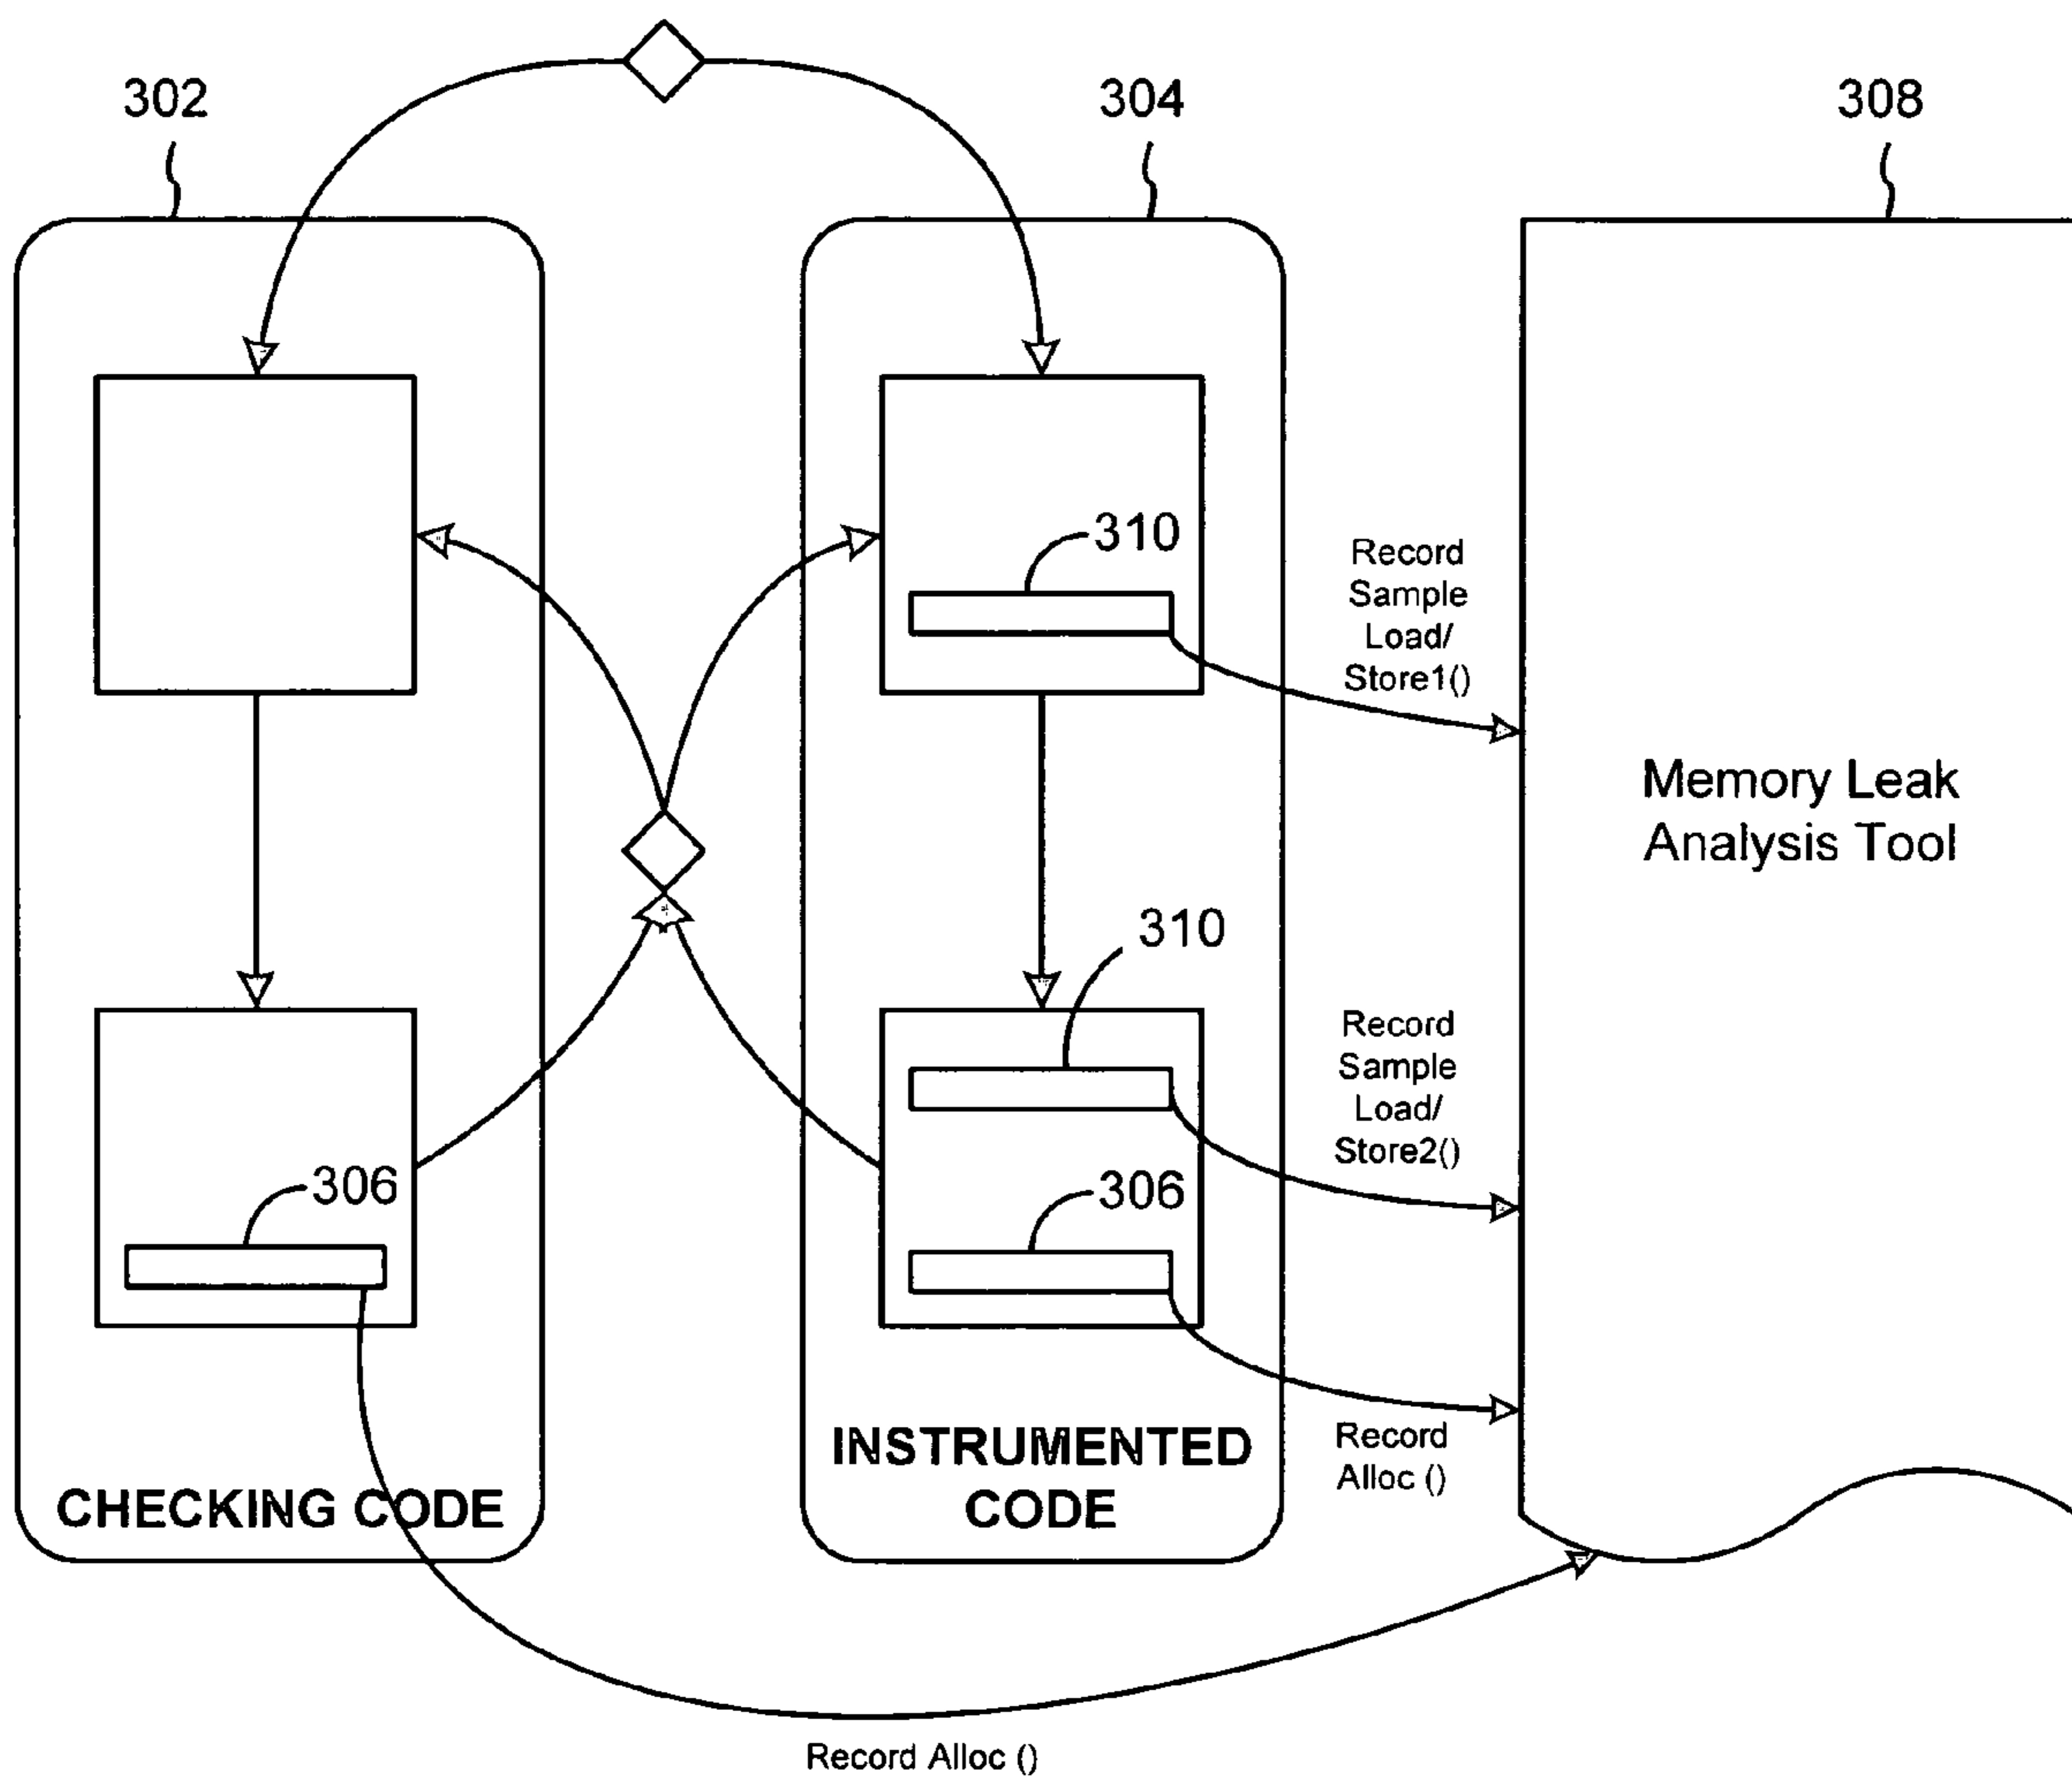 302
304
308
310
Record
Sample
Load/
Store1()
Memory Leak
Analysis Tool
310
Record
Sample
Load/
Store2()
306
306
INSTRUMENTED
CODE
Record
Alloc ()
CHECKING CODE
Record Alloc ()